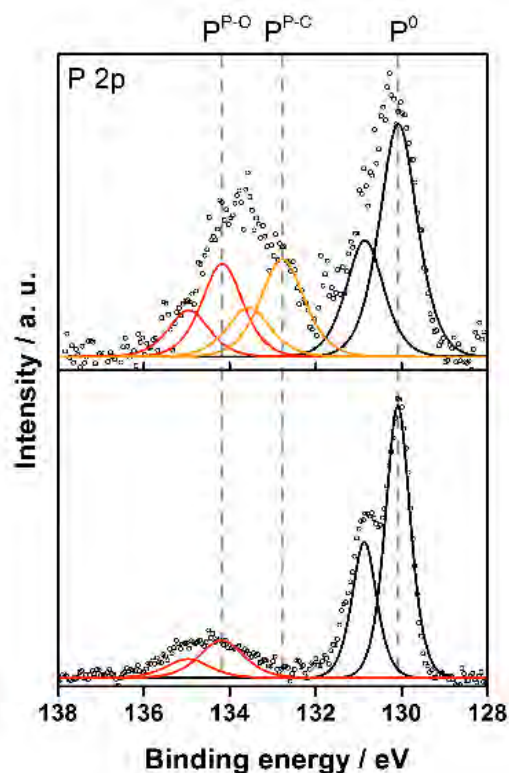 P^P-O P^P-C P^0
P 2p
Intensity / a. u.
138 136 134 132 130 128
Binding energy / eV